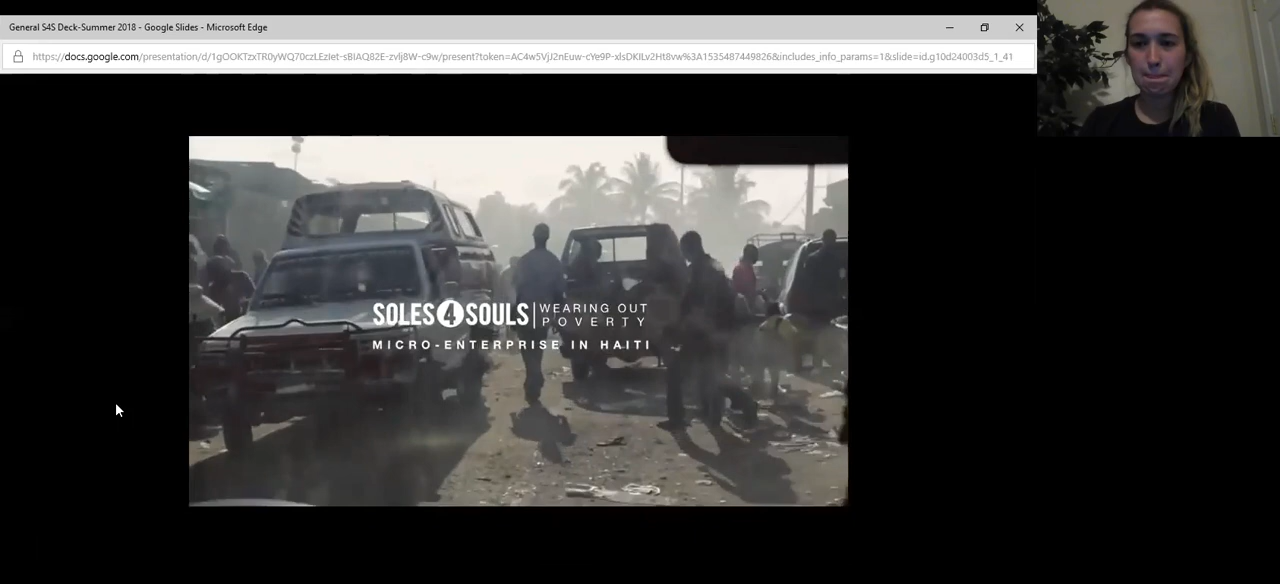 General S4S Deck-Summer 2018 - Google Slides - Microsoft Edge
https://docs.google.com/presentation/d/1gOOKTzxTR0yWQ70czLEzIet-sBIAQ82E-zvlj8W-c9w/present?token=AC4w5VjJ2nEuw-cYe9P-xlsDKILv2Ht8vw%3A1535487449826&includes_info_params=1&slide=id.g10d24003d5_1_41
SOLES4SOULS WEARING OUT
POVERTY
MICRO-ENTERPRISE IN HAITI